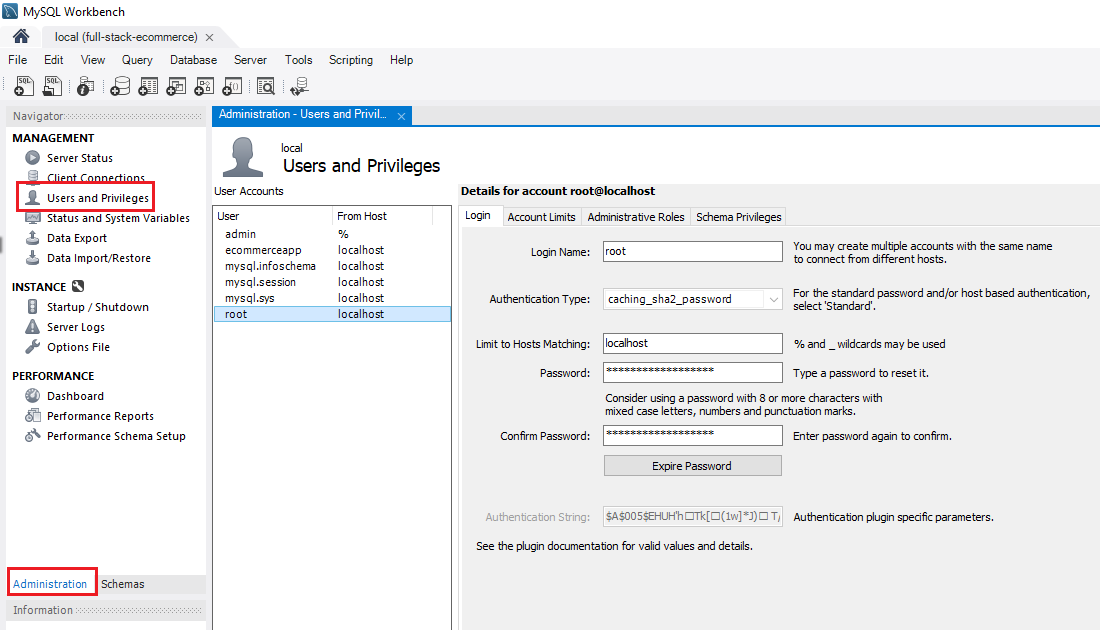 MySQL Workbench
local (full-stack-ecommerce)
File Edit View Query Database Server Tools Scripting Help
Navigator
MANAGEMENT
Server Status
Client Connections
Users and Privileges
Status and System Variables
Data Export
Data Import/Restore
INSTANCE
Startup / Shutdown
Server Logs
Options File
PERFORMANCE
Dashboard
Performance Reports
Performance Schema Setup
Administration Schemas
Information
Administration - Users and Privil...
local
Users and Privileges
User Accounts
User From Host
admin %
ecommerceapp localhost
mysql.infoschema localhost
mysql.session localhost
mysql.sys localhost
root localhost
Details for account root@localhost
Login Account Limits Administrative Roles Schema Privileges
Login Name: root
You may create multiple accounts with the same name
to connect from different hosts.
Authentication Type: caching_sha2_password
For the standard password and/or host based authentication,
select 'Standard'.
Limit to Hosts Matching: localhost % and _ wildcards may be used
Password: ****************** Type a password to reset it.
Consider using a password with 8 or more characters with
mixed case letters, numbers and punctuation marks.
Confirm Password: ****************** Enter password again to confirm.
Expire Password
Authentication String: Authentication plugin specific parameters.
See the plugin documentation for valid values and details.